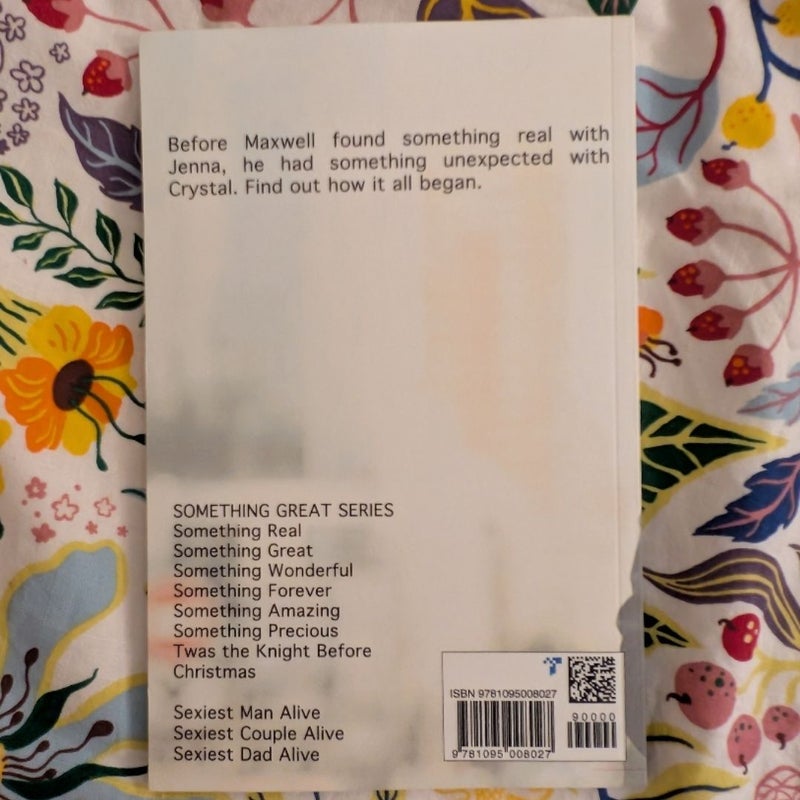 Before Maxwell found something real with
Jenna, he had something unexpected with
Crystal. Find out how it all began.
SOMETHING GREAT SERIES
Something Real
Something Great
Something Wonderful
Something Forever
Something Amazing
Something Precious
Twas the Knight Before
Christmas
Sexiest Man Alive
Sexiest Couple Alive
Sexiest Dad Alive
ISBN 9781095008027
90000
9 781095 008027